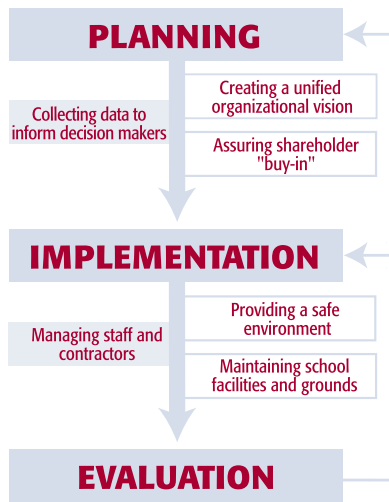 PLANNING
Collecting data to
inform decision makers
Creating a unified
organizational vision
Assuring shareholder
"buy-in"
IMPLEMENTATION
Managing staff and
contractors
Providing a safe
environment
Maintaining school
facilities and grounds
EVALUATION